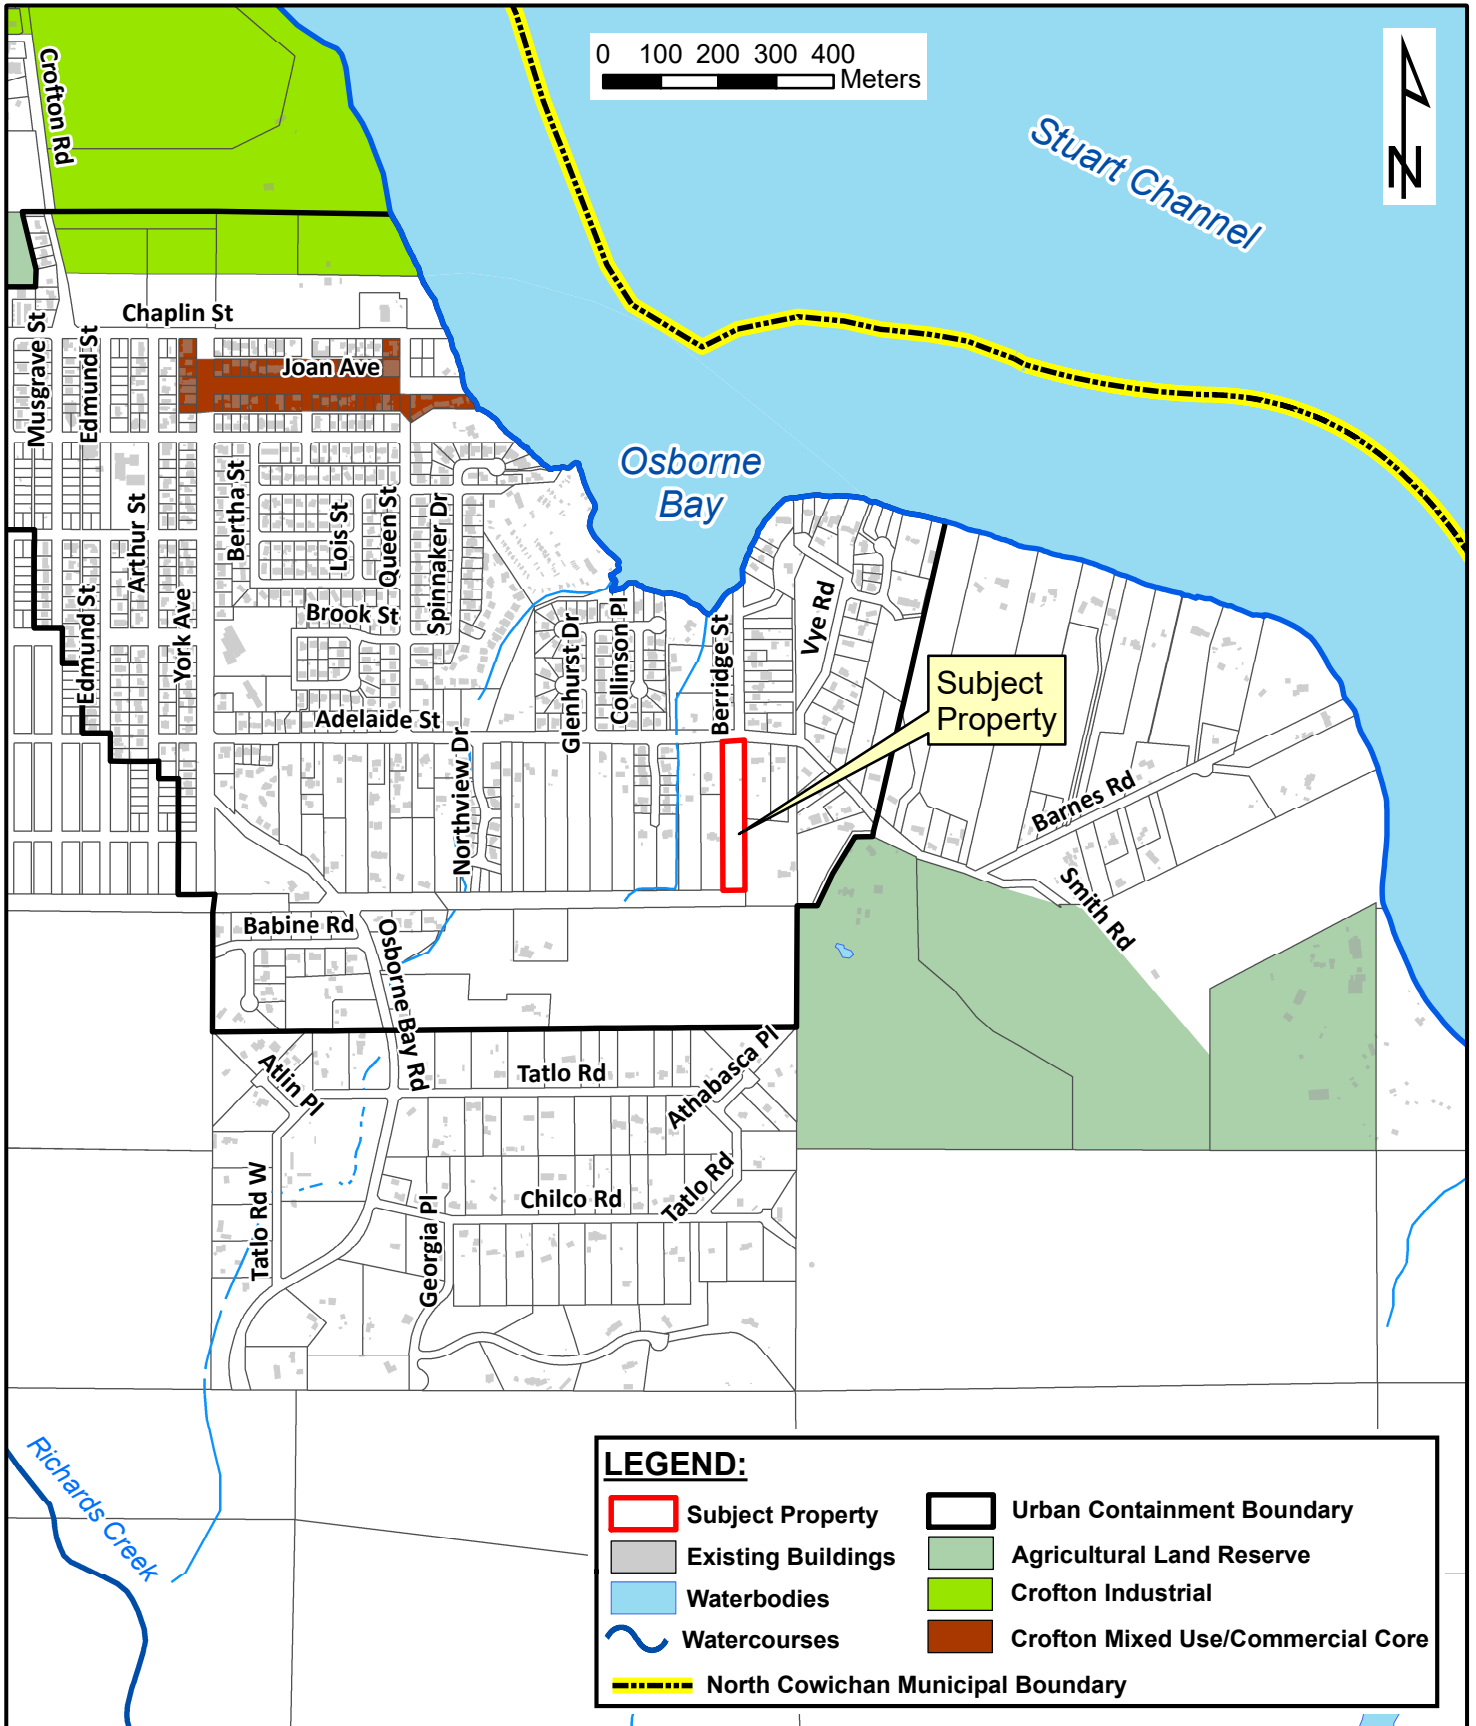 0 100 200 300 400
Meters
N
Crofton Rd
Stuart Channel
Chaplin St
Musgrave St
Edmund St
Joan Ave
Osborne
Bay
Arthur St
Bertha St
Lois St
Queen St
Spinnaker Dr
Edmund St
York Ave
Brook St
Glenhurst Dr
Collinson Pl
Berridge St
Vye Rd
Subject
Property
Adelaide St
Northview Dr
Barnes Rd
Smith Rd
Babine Rd
Osborne Bay Rd
Atlin Pl
Tatlo Rd
Athabasca Pl
Tatlo Rd W
Chilco Rd
Tatlo Rd
Georgia Pl
Richards Creek
LEGEND:
Subject Property
Existing Buildings
Waterbodies
Watercourses
Urban Containment Boundary
Agricultural Land Reserve
Crofton Industrial
Crofton Mixed Use/Commercial Core
North Cowichan Municipal Boundary